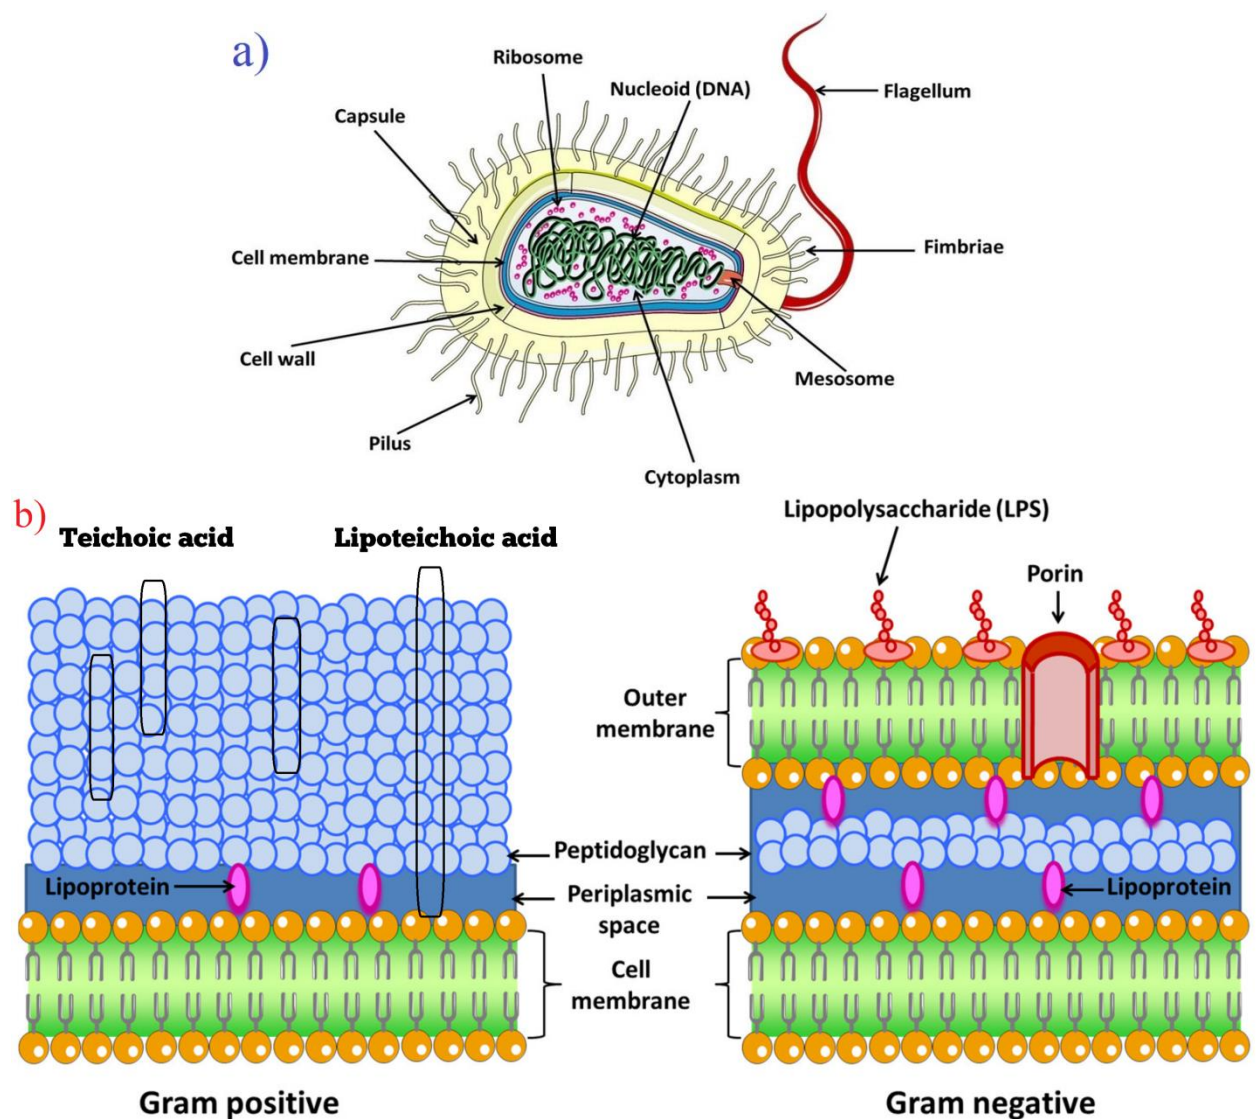 a)
Ribosome
Nucleoid (DNA)
Flagellum
Capsule
Fimbriae
Cell membrane
Cell wall
Mesosome
Pilus
Cytoplasm
b)
Teichoic acid
Lipoteichoic acid
Lipopolysaccharide (LPS)
Porin
Outer
membrane
Peptidoglycan
Lipoprotein
Periplasmic
space
Lipoprotein
Cell
membrane
Gram positive
Gram negative